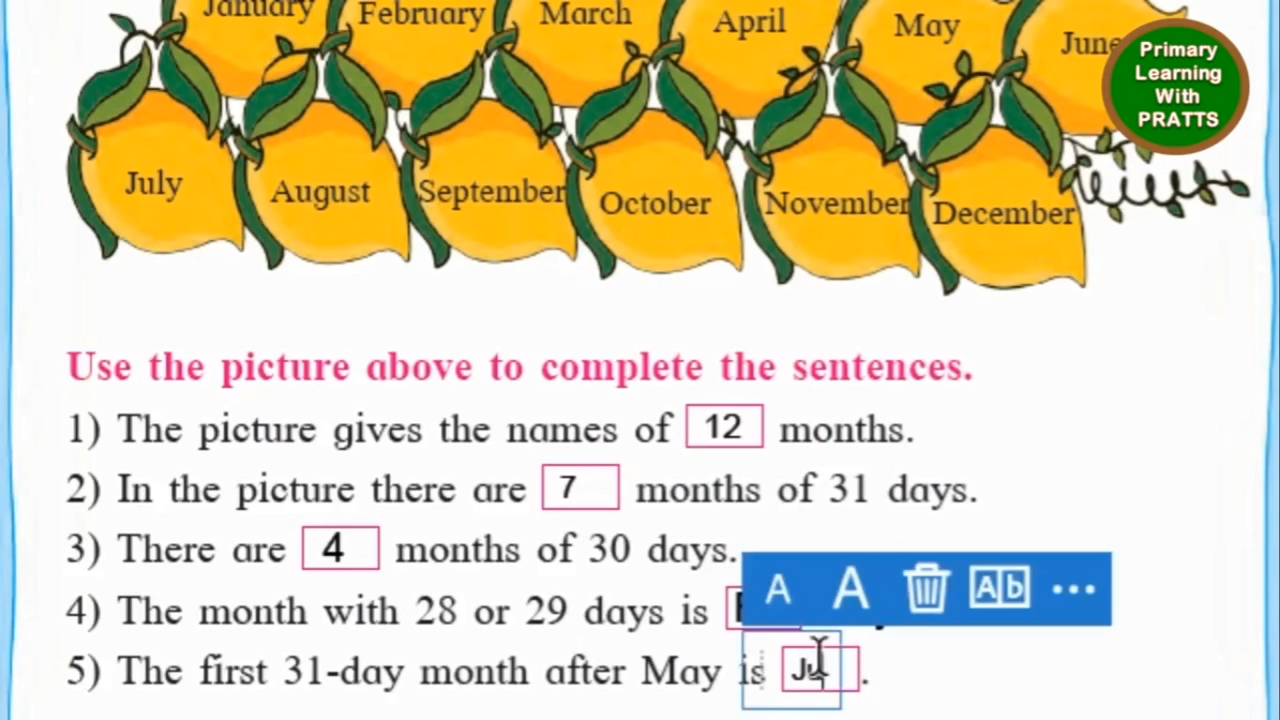 January February March April May June
Primary
Learning
With
PRATTS
July August September October November December
Use the picture above to complete the sentences.
1) The picture gives the names of 12 months.
2) In the picture there are 7 months of 31 days.
3) There are 4 months of 30 days.
A A Ab ...
4) The month with 28 or 29 days is
5) The first 31-day month after May is Ju .